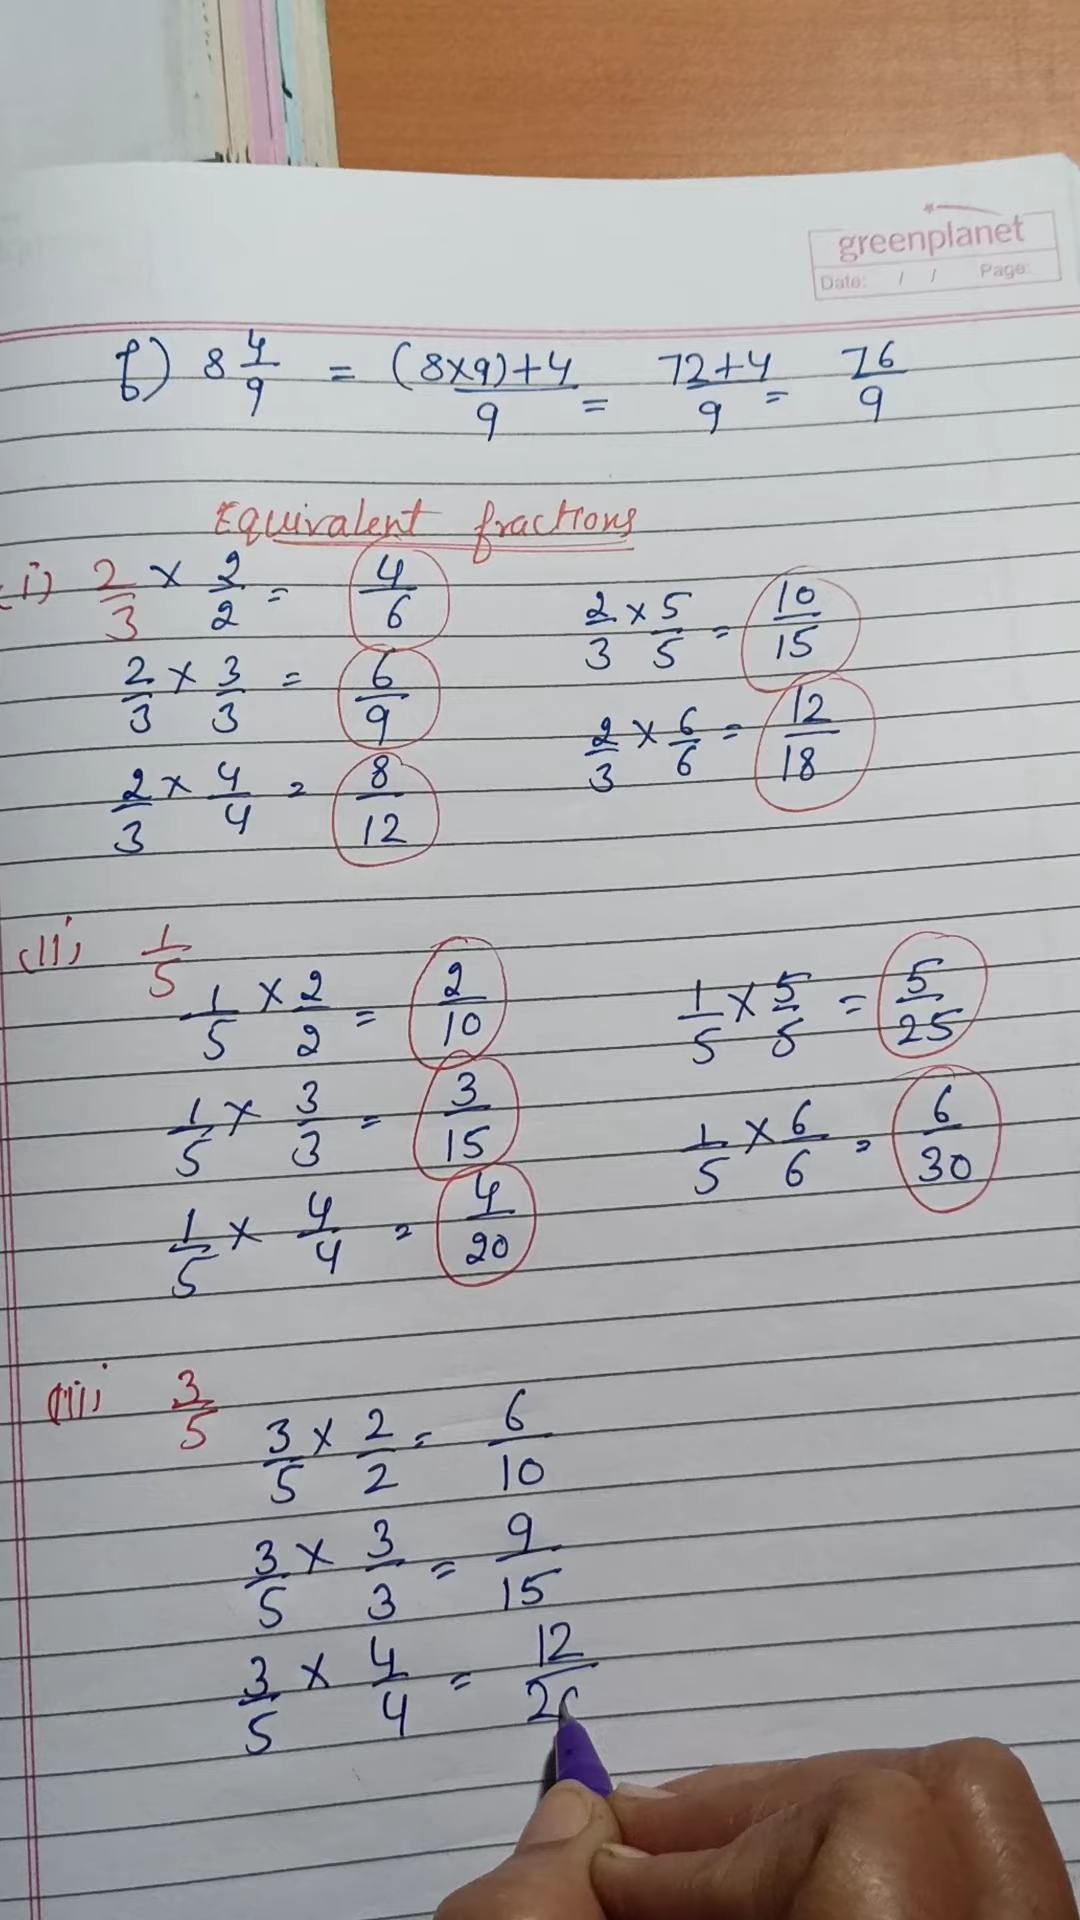 greenplanet
Date: / / Page:
f) 8 4/9 = (8×9)+4/9 = 72+4/9 = 76/9
Equivalent fractions
(i) 2/3 × 2/2 = 4/6
2/3 × 3/3 = 6/9
2/3 × 4/4 = 8/12
2/3 × 5/5 = 10/15
2/3 × 6/6 = 12/18
(ii) 1/5
1/5 × 2/2 = 2/10
1/5 × 3/3 = 3/15
1/5 × 4/4 = 4/20
1/5 × 5/5 = 5/25
1/5 × 6/6 = 6/30
(iii) 3/5
3/5 × 2/2 = 6/10
3/5 × 3/3 = 9/15
3/5 × 4/4 = 12/20